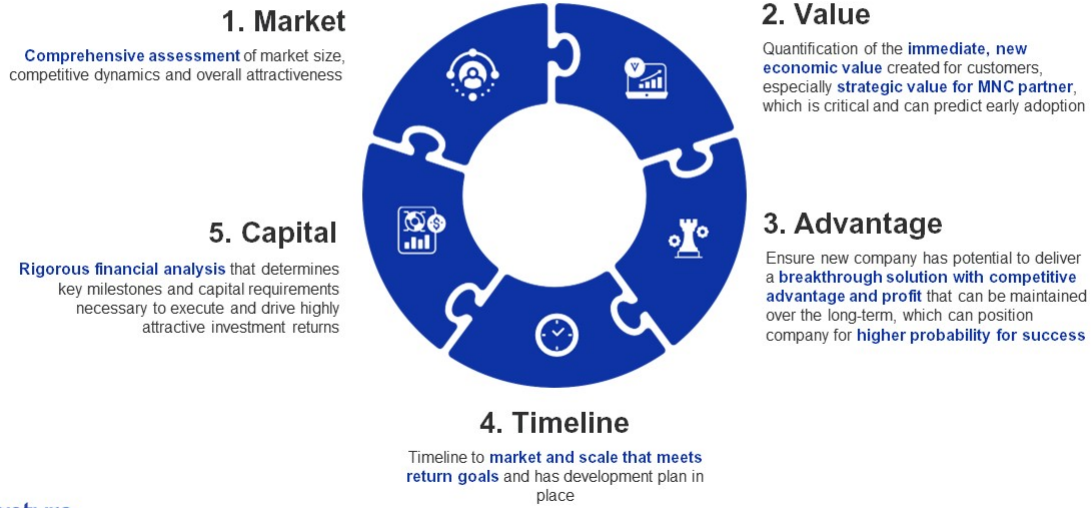 1. Market
Comprehensive assessment of market size,
competitive dynamics and overall attractiveness
2. Value
Quantification of the immediate, new
economic value created for customers,
especially strategic value for MNC partner,
which is critical and can predict early adoption
3. Advantage
Ensure new company has potential to deliver
a breakthrough solution with competitive
advantage and profit that can be maintained
over the long-term, which can position
company for higher probability for success
4. Timeline
Timeline to market and scale that meets
return goals and has development plan in
place
5. Capital
Rigorous financial analysis that determines
key milestones and capital requirements
necessary to execute and drive highly
attractive investment returns